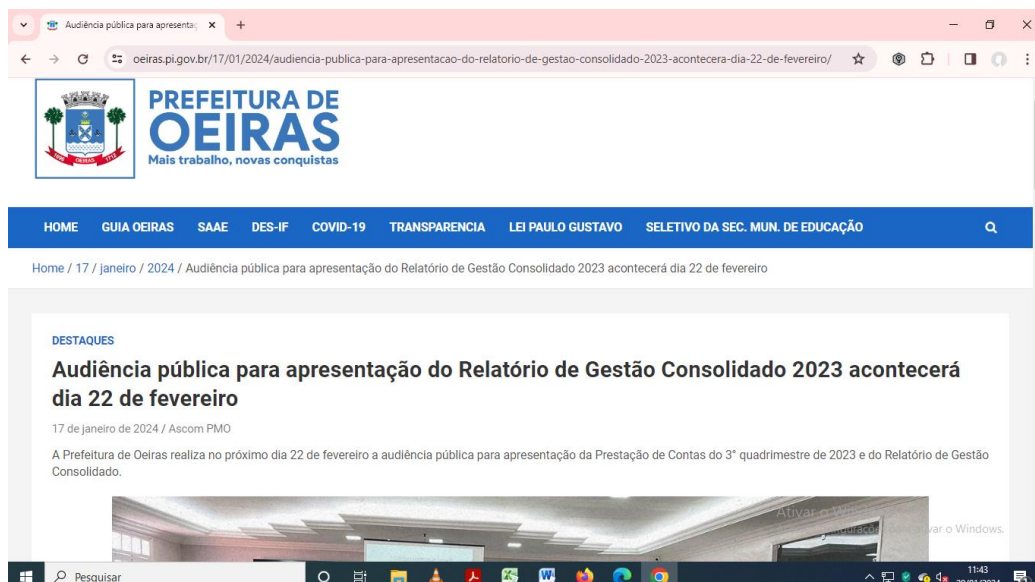 Audiência pública para apresentaç
oeiras.pi.gov.br/17/01/2024/audiencia-publica-para-apresentacao-do-relatorio-de-gestao-consolidado-2023-acontecera-dia-22-de-fevereiro/
OEIRAS
1712
PREFEITURA DE
OEIRAS
Mais trabalho, novas conquistas
HOME GUIA OEIRAS SAAE DES-IF COVID-19 TRANSPARENCIA LEI PAULO GUSTAVO SELETIVO DA SEC. MUN. DE EDUCAÇÃO
Home / 17 / janeiro / 2024 / Audiência pública para apresentação do Relatório de Gestão Consolidado 2023 acontecerá dia 22 de fevereiro
DESTAQUES
Audiência pública para apresentação do Relatório de Gestão Consolidado 2023 acontecerá
dia 22 de fevereiro
17 de janeiro de 2024 / Ascom PMO
A Prefeitura de Oeiras realiza no próximo dia 22 de fevereiro a audiência pública para apresentação da Prestação de Contas do 3° quadrimestre de 2023 e do Relatório de Gestão
Consolidado.
Ativar o
var o Windows.
Pesquisar
11:43